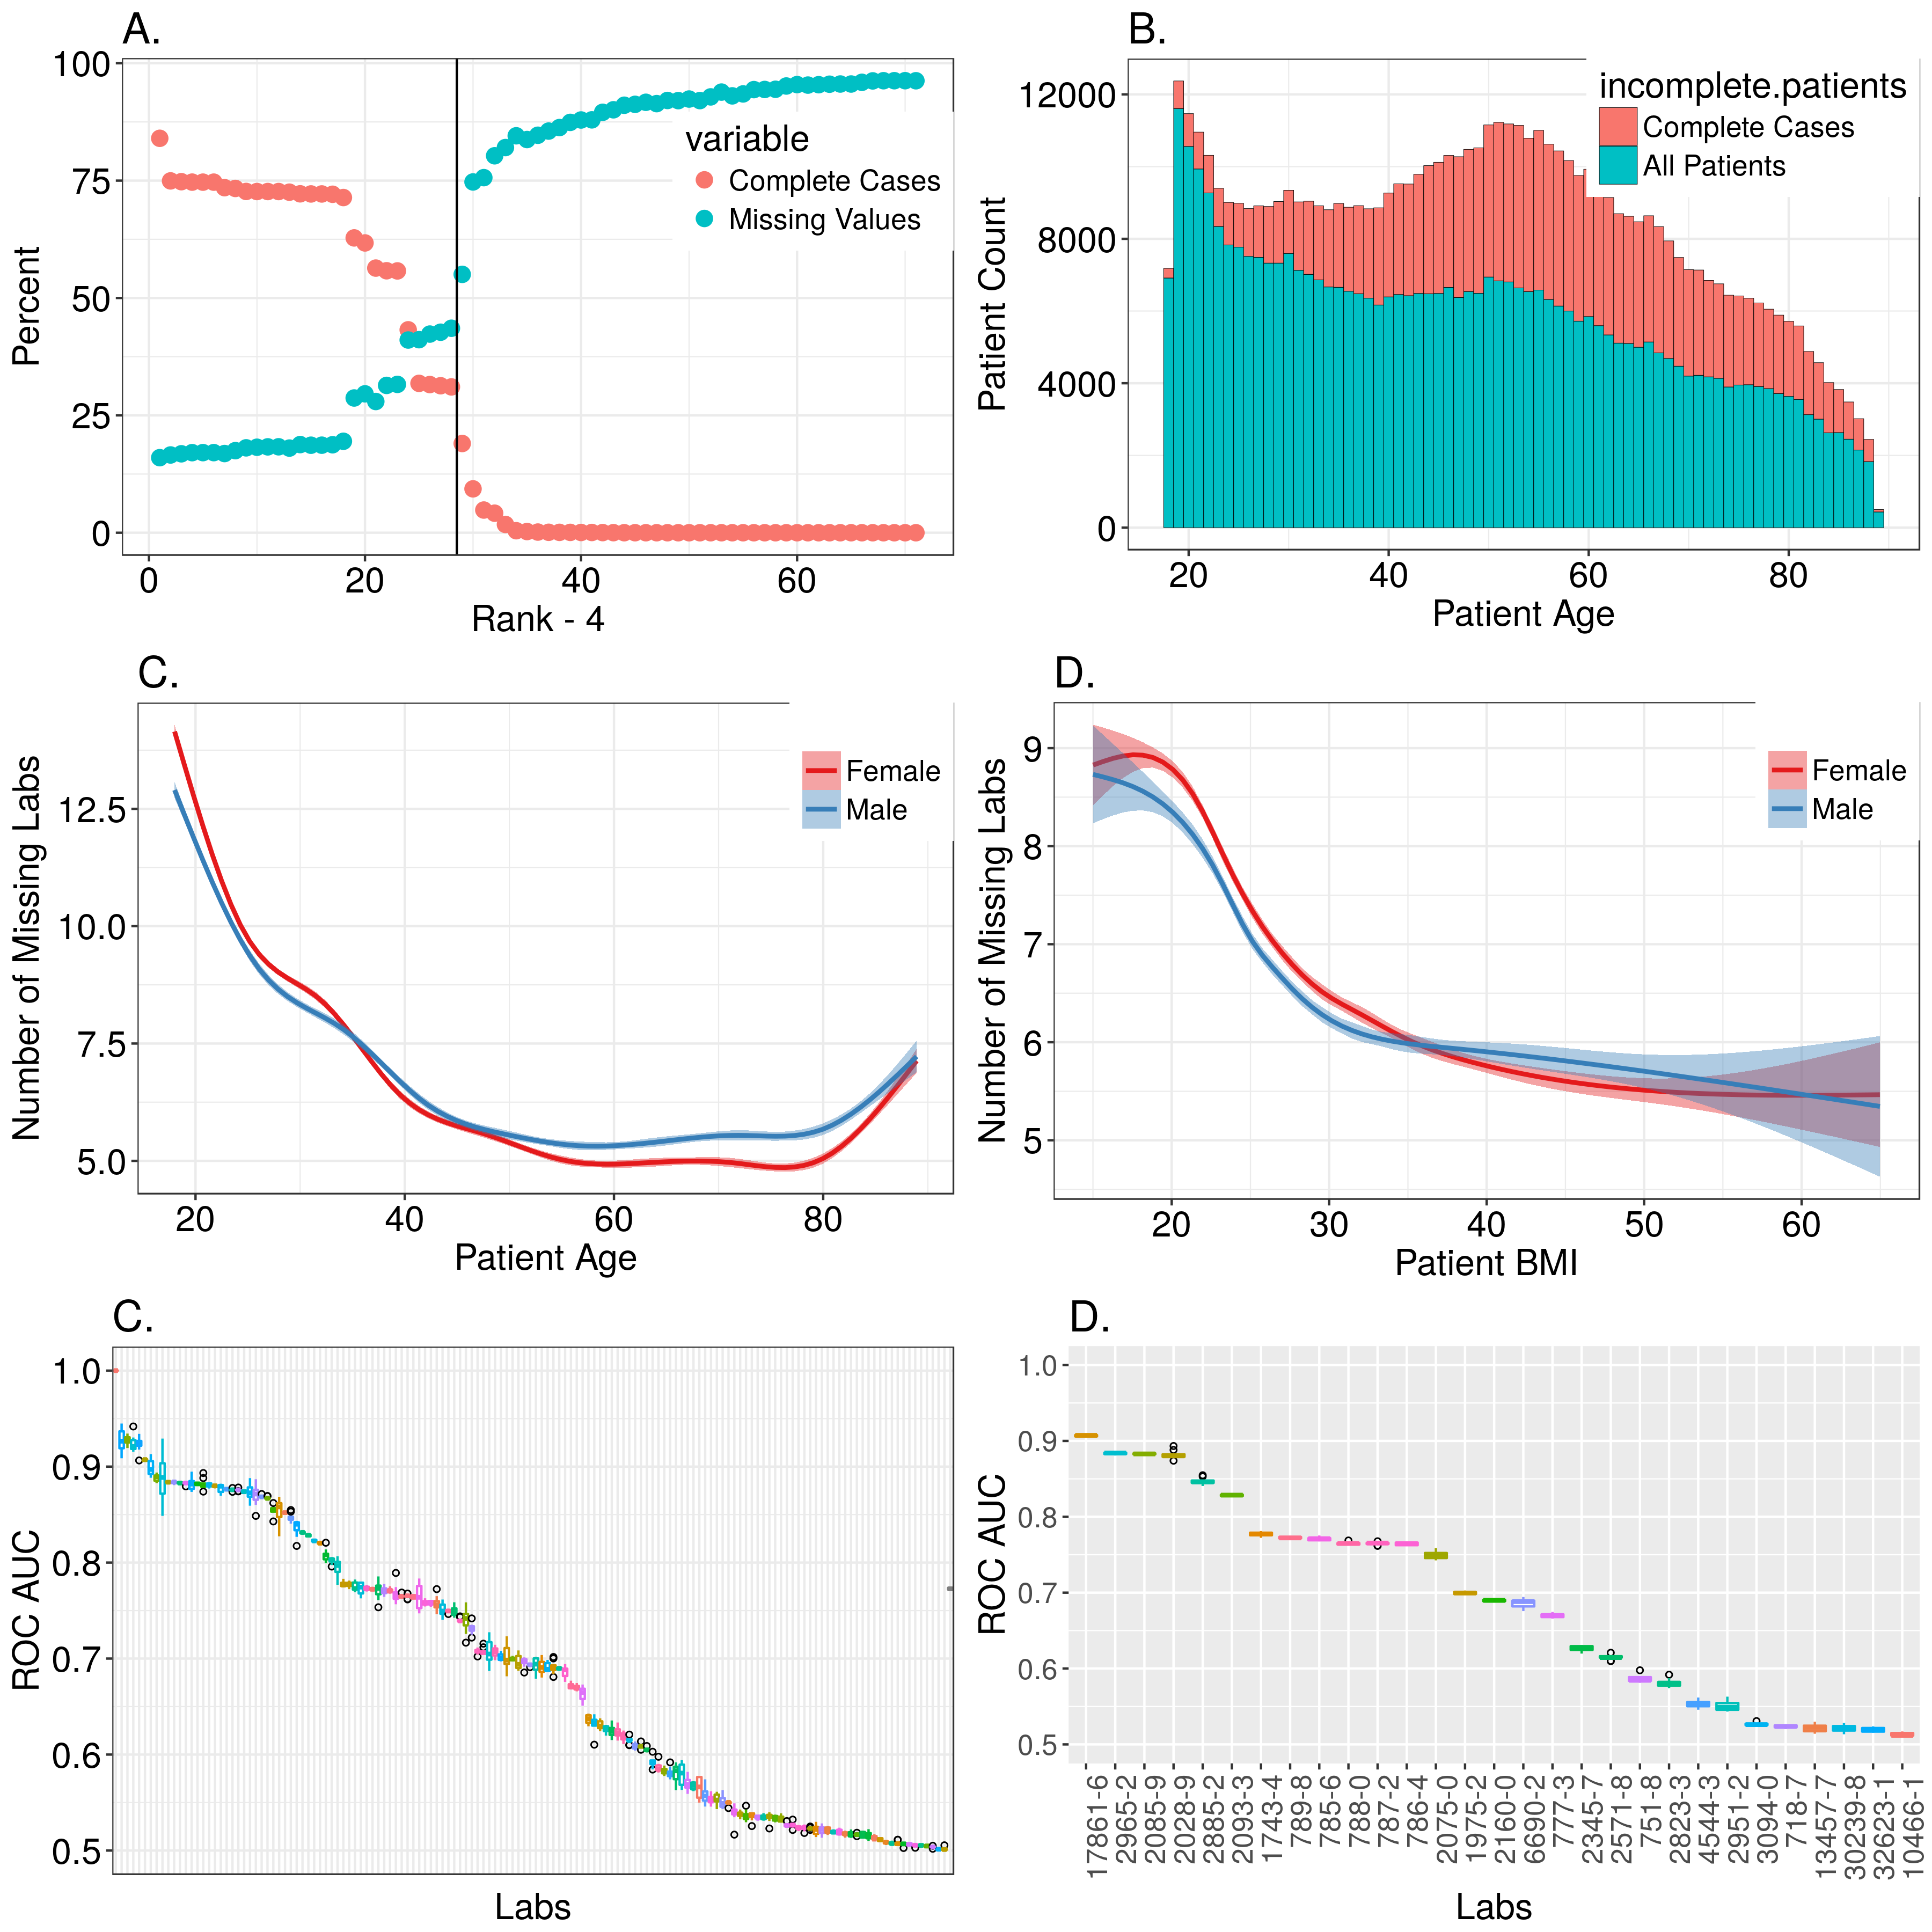 A.
100
75
50
25
0
Percent
0 20 40 60
Rank - 4
variable
Complete Cases
Missing Values
B.
12000
8000
4000
0
Patient Count
20 40 60 80
Patient Age
incomplete.patients
Complete Cases
All Patients
C.
12.5
10.0
7.5
5.0
Number of Missing Labs
20 40 60 80
Patient Age
Female
Male
D.
9
8
7
6
5
Number of Missing Labs
20 30 40 50 60
Patient BMI
Female
Male
C.
1.0
0.9
0.8
0.7
0.6
0.5
ROC AUC
Labs
D.
1.0
0.9
0.8
0.7
0.6
0.5
ROC AUC
17861-6
2965-2
2085-9
2028-9
2885-2
2093-3
1743-4
789-8
785-6
788-0
787-2
786-4
2075-0
1975-2
2160-0
6690-2
777-3
2345-7
2571-8
751-8
2823-3
4544-3
2951-2
3094-0
718-7
13457-7
30239-8
32623-1
10466-1
Labs